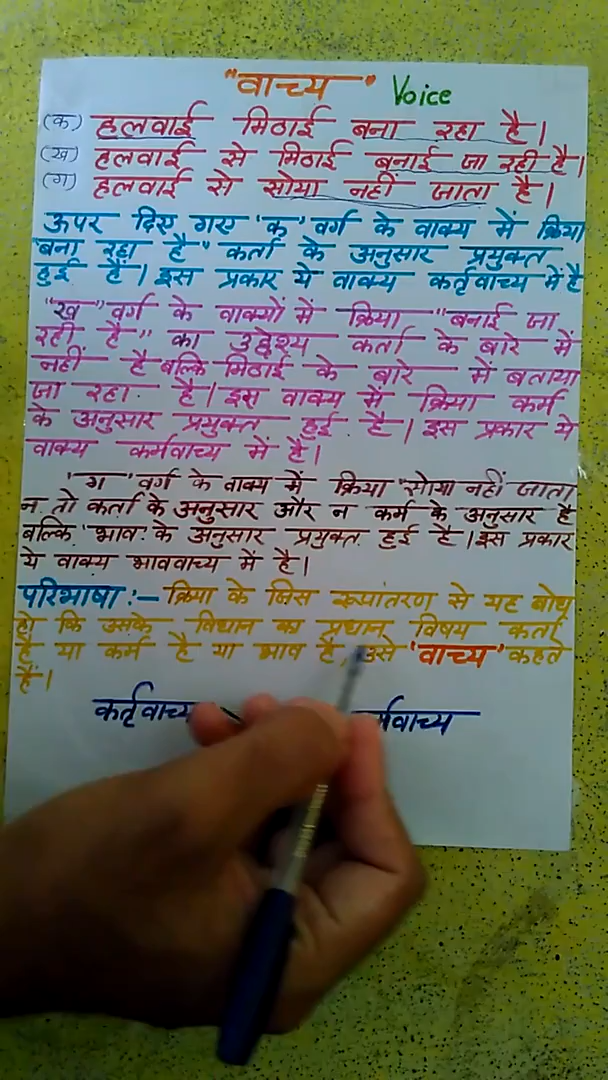 "वाच्य" Voice
(क) हलवाई मिठाई बना रहा है।
(ख) हलवाई से मिठाई बनाई जा रही है।
(ग) हलवाई से सोया नहीं जाता है।
ऊपर दिए गए 'क' वर्ग के वाक्य में क्रिया
"बना रहा है" कर्ता के अनुसार प्रयुक्त
हुई है। इस प्रकार ये वाक्य कर्तृवाच्य में है
"ख" वर्ग के वाक्यों में क्रिया "बनाई जा
रही है" का उद्देश्य कर्ता के बारे में
नहीं है बल्कि मिठाई के बारे में बताया
जा रहा है। इस वाक्य में क्रिया कर्म
के अनुसार प्रयुक्त हुई है। इस प्रकार ये
वाक्य कर्मवाच्य में है।
'ग' वर्ग के वाक्य में क्रिया "सोया नहीं जाता
न तो कर्ता के अनुसार और न कर्म के अनुसार है
बल्कि 'भाव' के अनुसार प्रयुक्त हुई है। इस प्रकार
ये वाक्य भाववाच्य में है।
परिभाषा :- क्रिया के जिस रूपांतरण से यह बोध
हो कि उसके विधान का प्रधान विषय कर्ता
है या कर्म है या भाव है, उसे "वाच्य" कहते
हैं।
कर्तृवाच्य